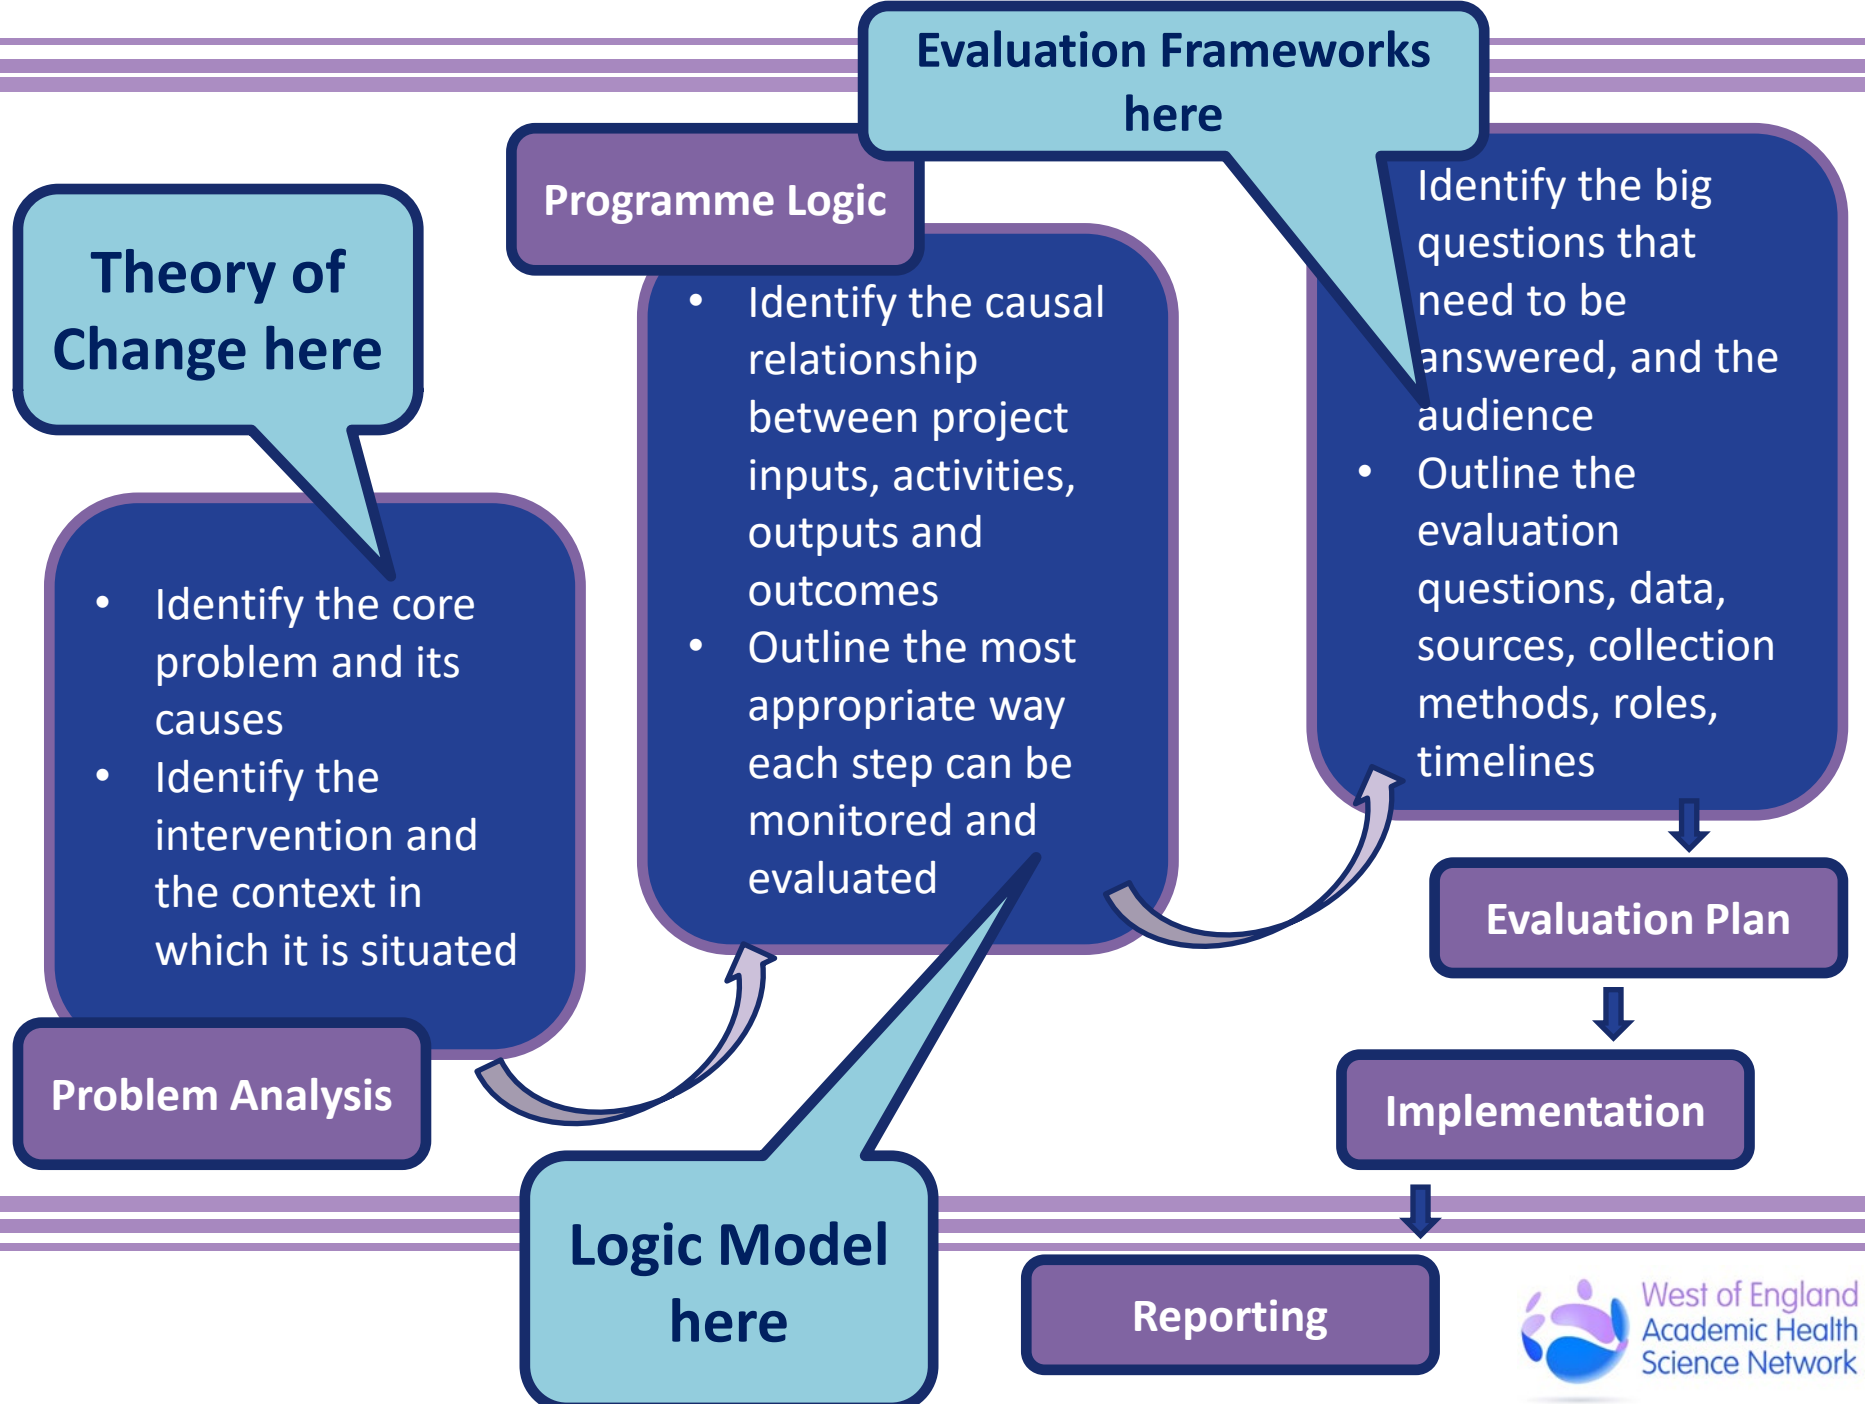 Evaluation Frameworks
here
Programme Logic
Theory of
Change here
• Identify the core
problem and its
causes
• Identify the
intervention and
the context in
which it is situated
Problem Analysis
• Identify the causal
relationship
between project
inputs, activities,
outputs and
outcomes
• Outline the most
appropriate way
each step can be
monitored and
evaluated
Logic Model
here
Identify the big
questions that
need to be
answered, and the
audience
• Outline the
evaluation
questions, data,
sources, collection
methods, roles,
timelines
Evaluation Plan
Implementation
Reporting
West of England
Academic Health
Science Network